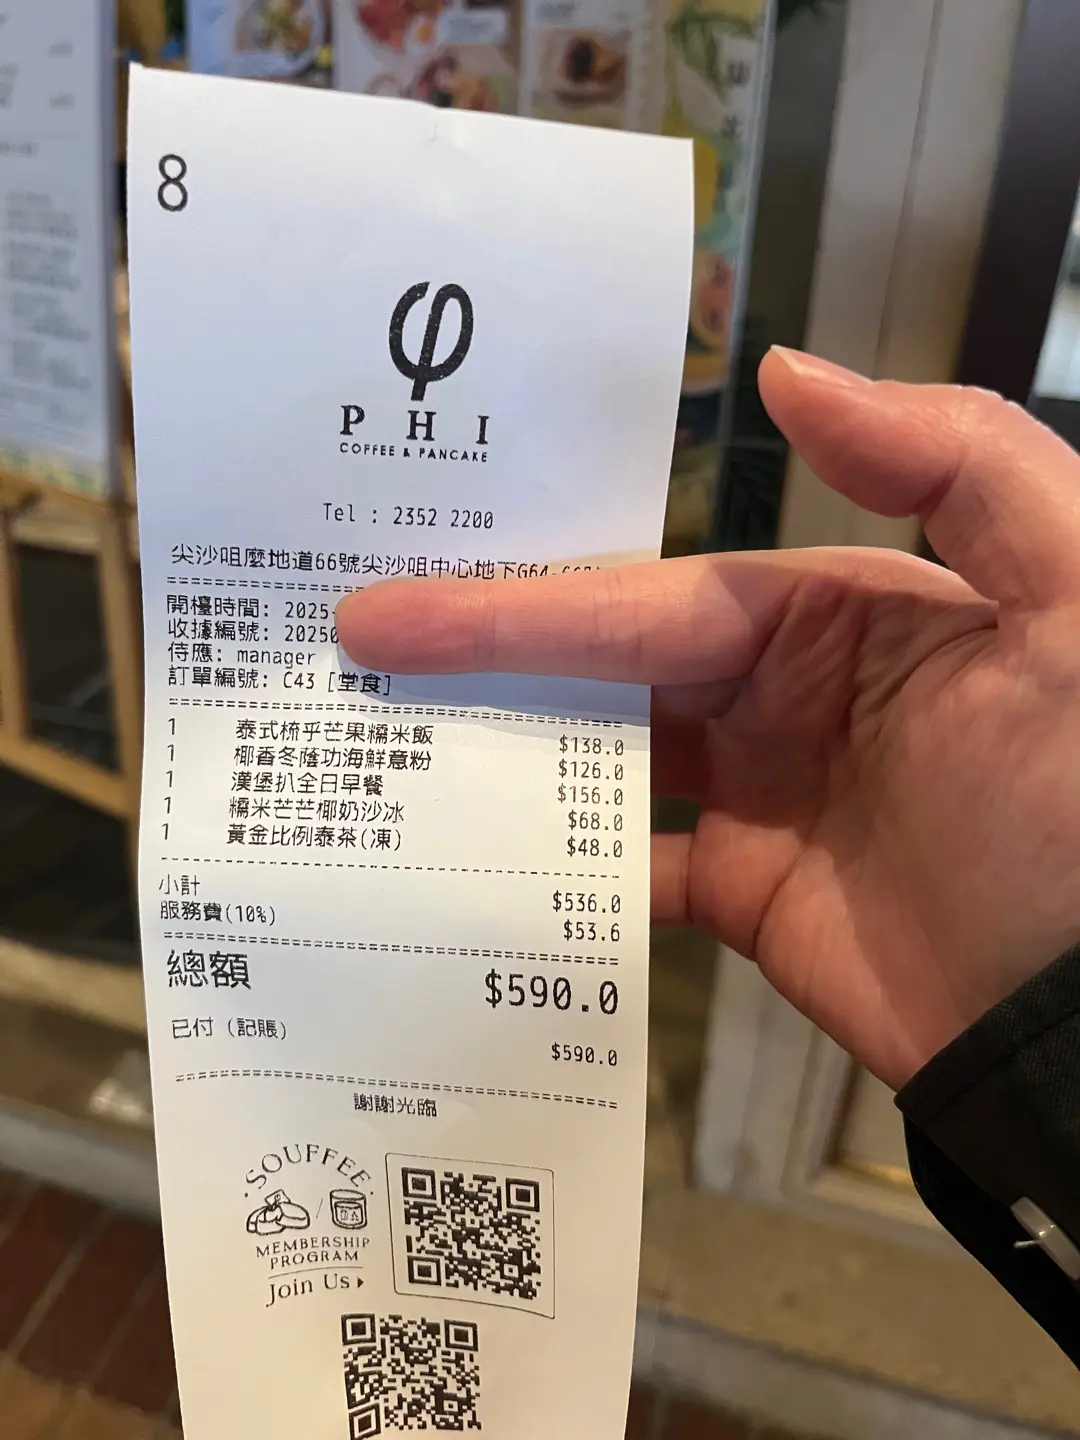 8
φ
P H I
COFFEE & PANCAKE
Tel : 2352 2200
尖沙咀麼地道66號尖沙咀中心地下G64-66
開檯時間: 2025-
收據編號: 20250
侍應: manager
訂單編號: C43 [堂食]
1 泰式梳乎芒果糯米飯 $138.0
1 椰香冬蔭功海鮮意粉 $126.0
1 漢堡扒全日早餐 $156.0
1 糯米芒芒椰奶沙冰 $68.0
1 黃金比例泰茶(凍) $48.0
小計 $536.0
服務費(10%) $53.6
總額 $590.0
已付 (記賬) $590.0
謝謝光臨
·SOUFFEE·
DA
MEMBERSHIP
PROGRAM
Join Us